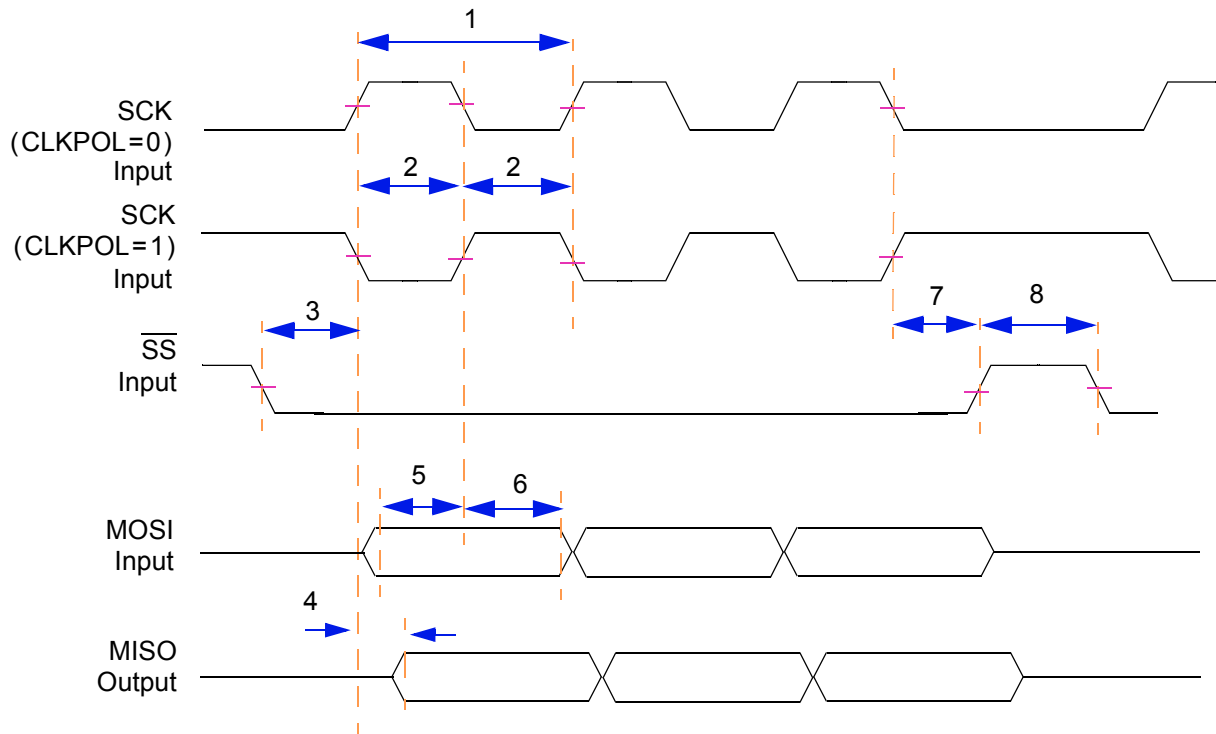 1
SCK
(CLKPOL=0)
Input
2 2
SCK
(CLKPOL=1)
Input
3
7 8
SS
Input
5 6
MOSI
Input
4
MISO
Output